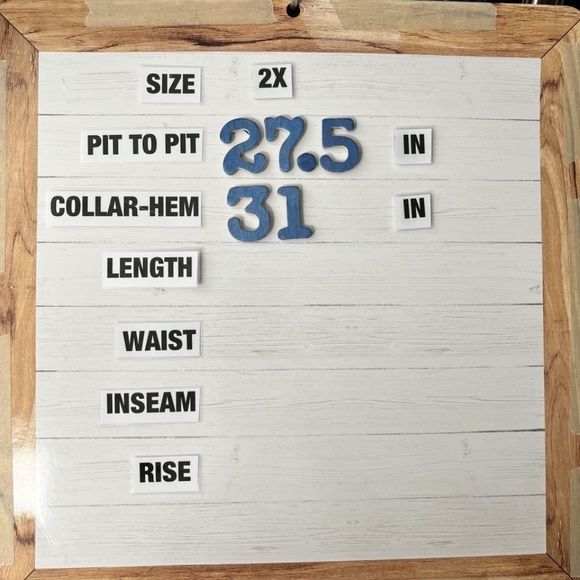 SIZE 2X
PIT TO PIT 27.5 IN
COLLAR-HEM 31 IN
LENGTH
WAIST
INSEAM
RISE